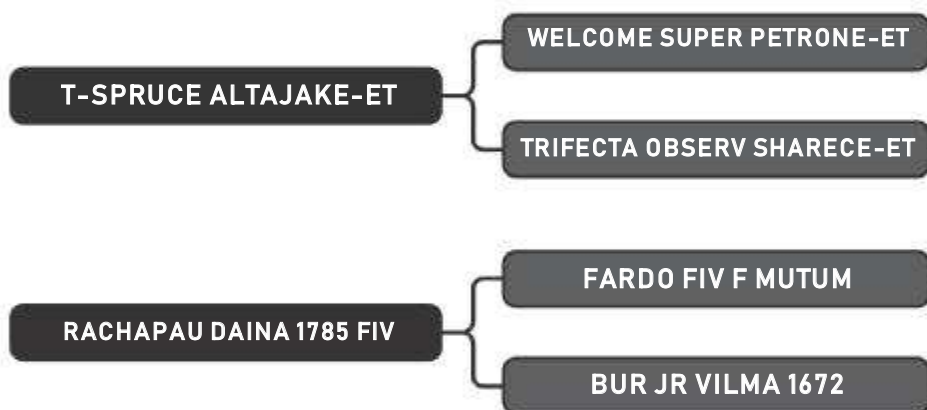 WELCOME SUPER PETRONE-ET
T-SPRUCE ALTAJAKE-ET
TRIFECTA OBSERV SHARECE-ET
FARDO FIV F MUTUM
RACHAPAU DAINA 1785 FIV
BUR JR VILMA 1672